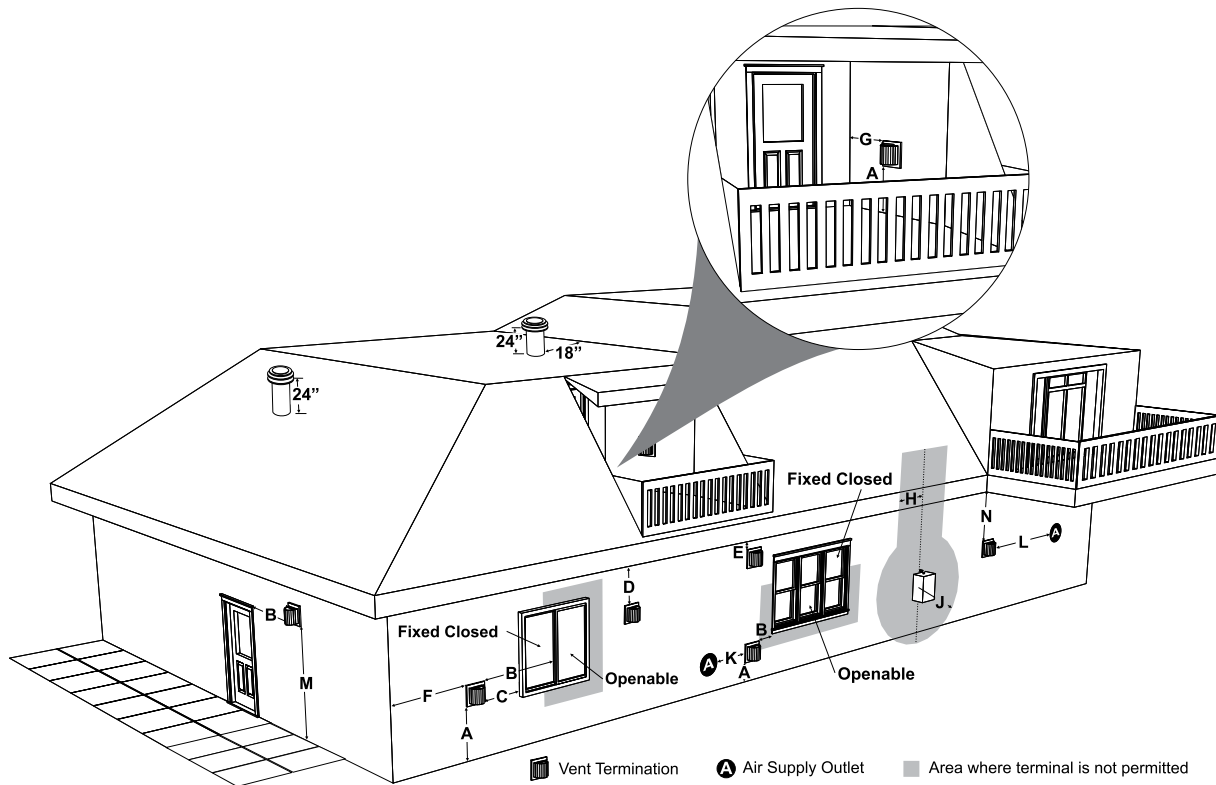 G
A
24”
18”
24”
Fixed Closed
H
N
L
A
E
D
J
B
Fixed Closed
B
K
A
A
Openable
B
Openable
M
F
C
A
Vent Termination
A Air Supply Outlet
Area where terminal is not permitted